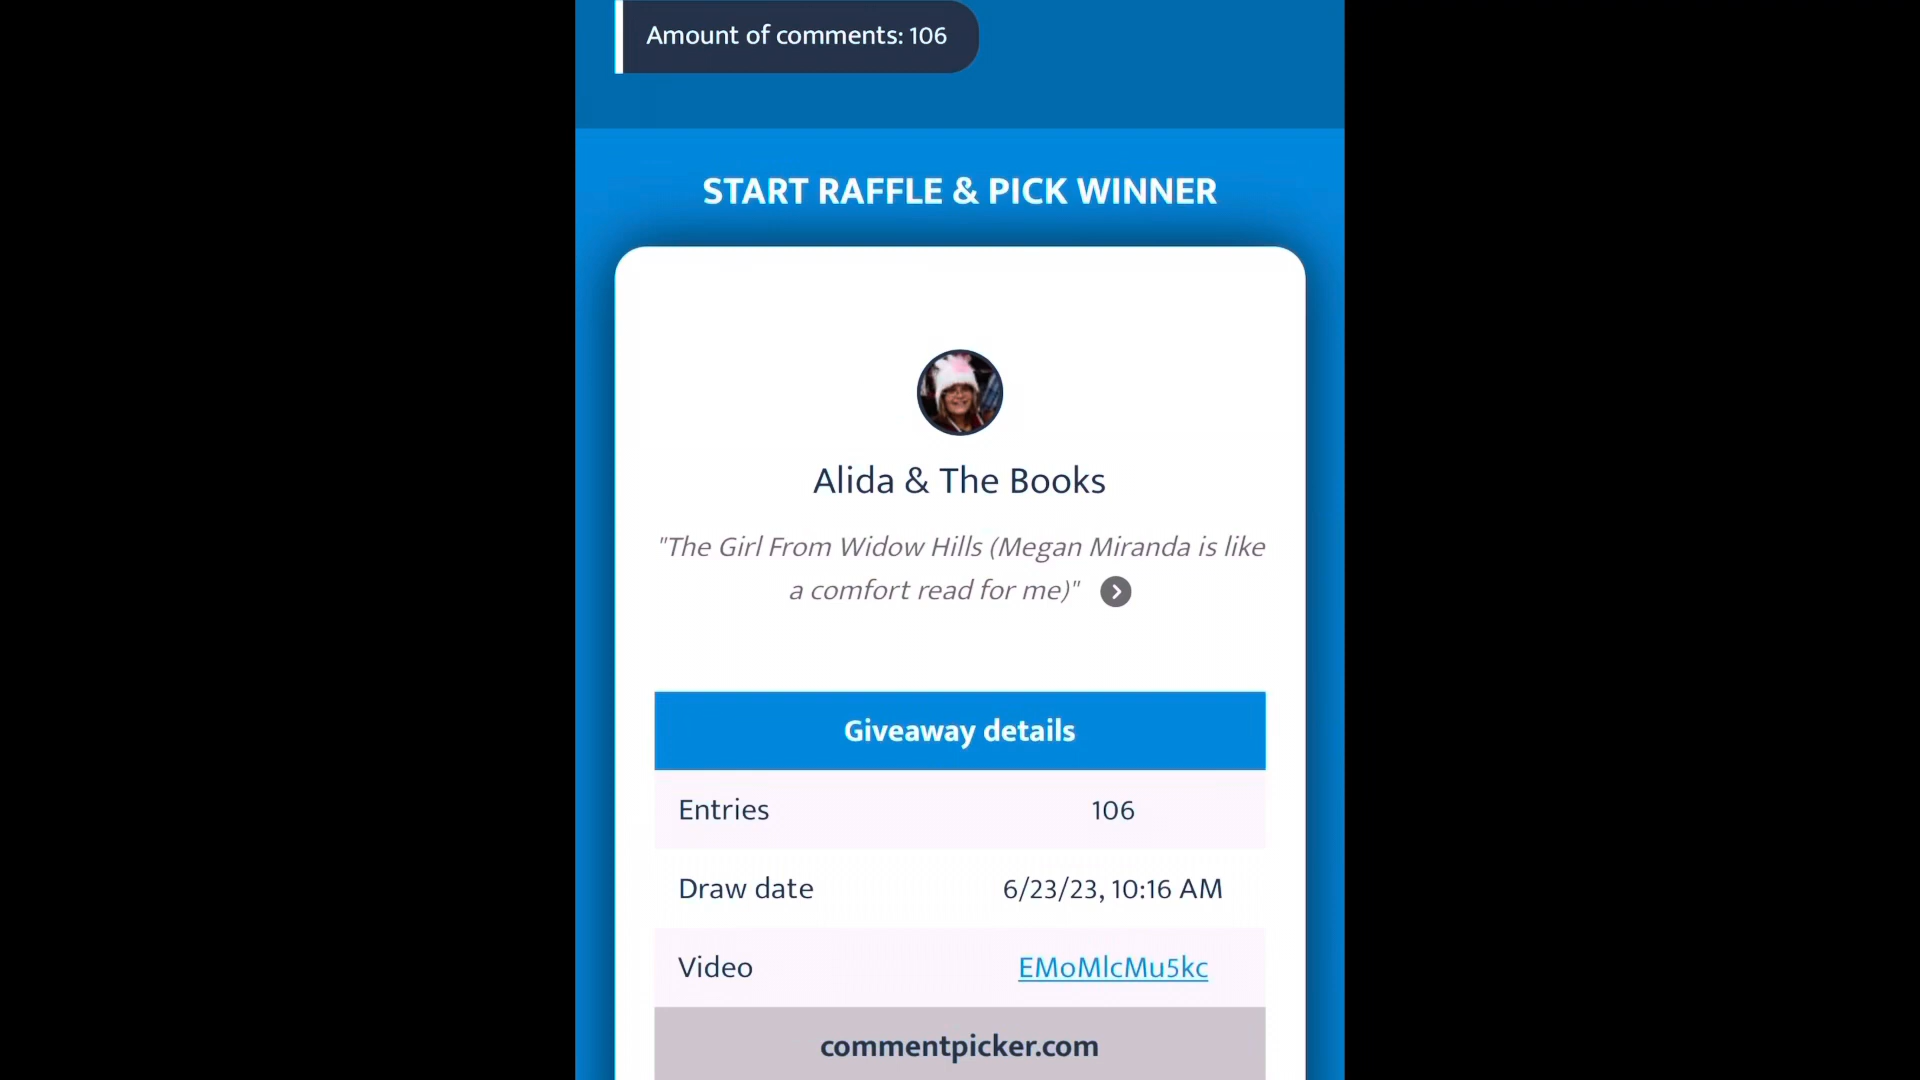 Amount of comments: 106
START RAFFLE & PICK WINNER
Alida & The Books
"The Girl From Widow Hills (Megan Miranda is like
a comfort read for me)"
Giveaway details
Entries 106
Draw date 6/23/23, 10:16 AM
Video EMoMlcMu5kc
commentpicker.com